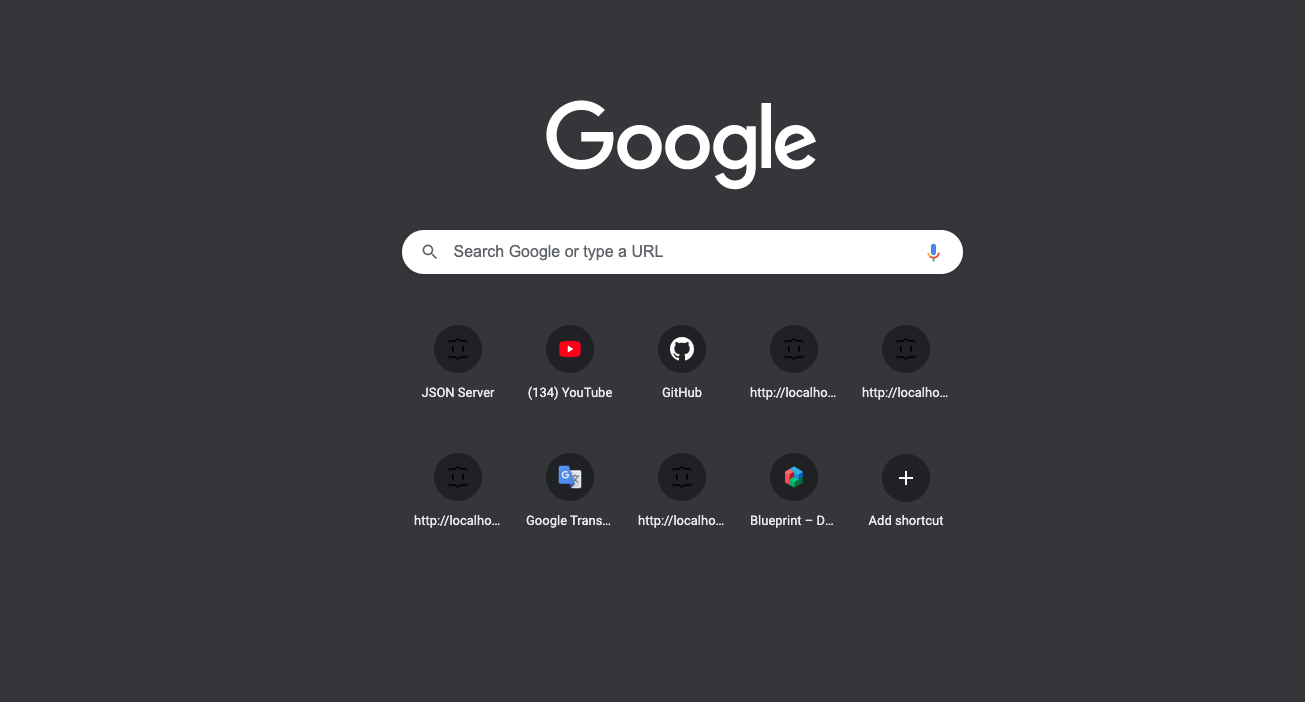 Google
Search Google or type a URL
JSON Server
(134) YouTube
GitHub
http://localho...
http://localho...
http://localho...
Google Trans...
http://localho...
Blueprint – D...
Add shortcut